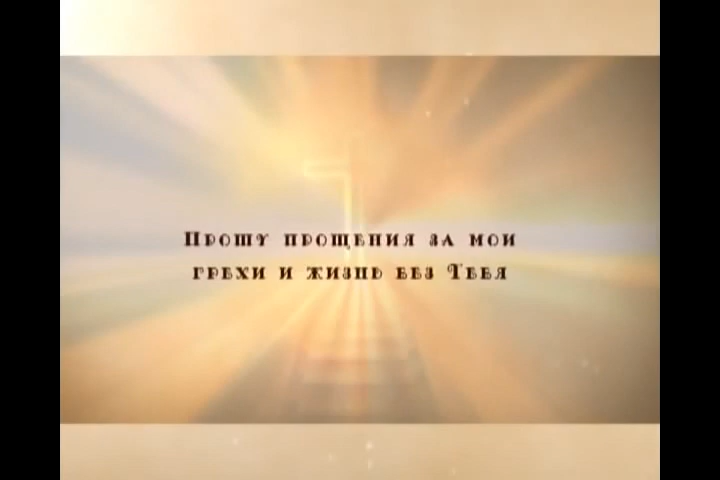 Прошу прощения за мои
грехи и жизнь без Тебя